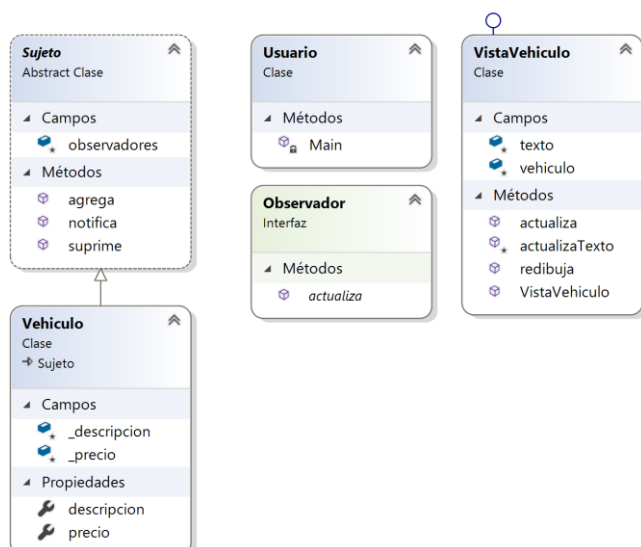 Sujeto
Abstract Clase
Campos
observadores
Métodos
agrega
notifica
suprime
Vehiculo
Clase
Sujeto
Campos
_descripcion
_precio
Propiedades
descripcion
precio
Usuario
Clase
Métodos
Main
Observador
Interfaz
Métodos
actualiza
VistaVehiculo
Clase
Campos
texto
vehiculo
Métodos
actualiza
actualizaTexto
redibuja
VistaVehiculo